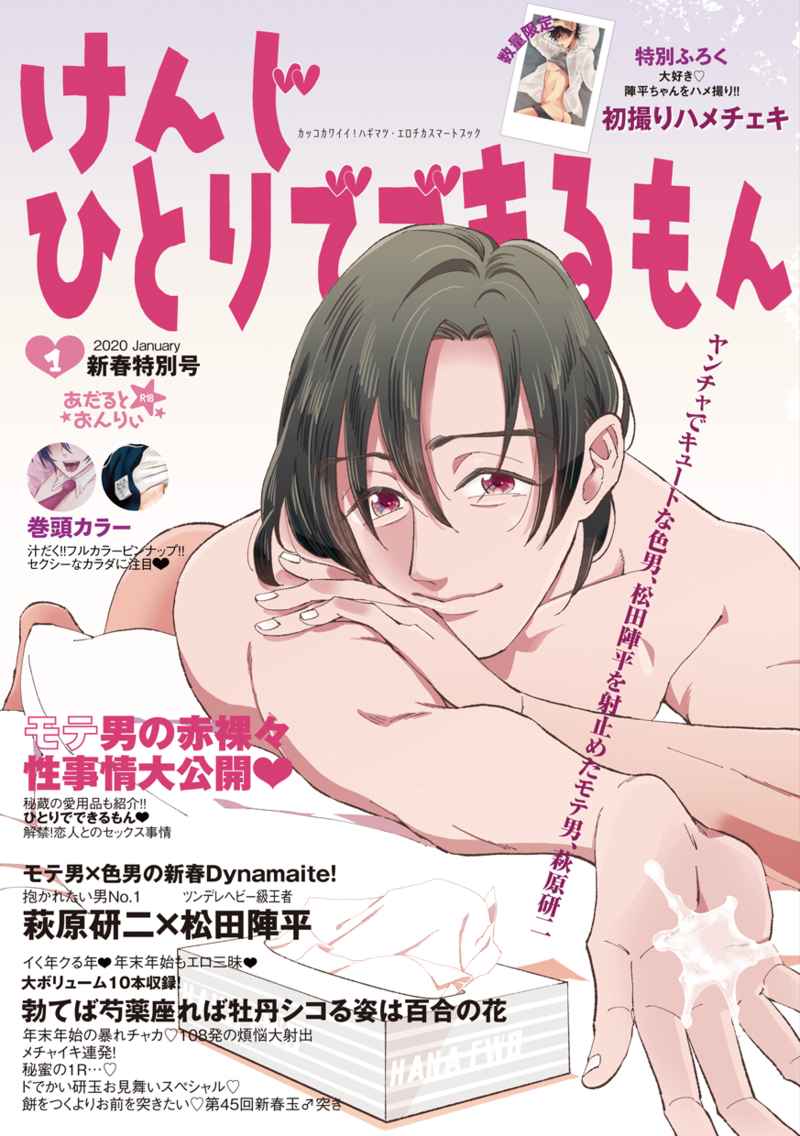 けんじ
ひとりでできるもん
カッコカワイイ!ハギマツ・エロチカスマートブック
数量限定
特別ふろく
大好き♡
陣平ちゃんをハメ撮り!!
初撮りハメチェキ
1
2020 January
新春特別号
あだると
R18
おんりぃ
巻頭カラー
汁だく!!フルカラーピンナップ!!
セクシーなカラダに注目♥
ヤンチャでキュートな色男、松田陣平を射止めたモテ男、萩原研二
モテ男の赤裸々
性事情大公開♥
秘蔵の愛用品も紹介!!
ひとりでできるもん♥
解禁!恋人とのセックス事情
モテ男×色男の新春Dynamaite!
抱かれたい男No.1 ツンデレヘビー級王者
萩原研二×松田陣平
イく年クる年♥年末年始もエロ三昧♥
大ボリューム10本収録!
勃てば芍薬座れば牡丹シコる姿は百合の花
年末年始の暴れチャカ♡108発の煩悩大射出
メチャイキ連発!
秘蜜の1R…♡
ドでかい研玉お見舞いスペシャル♡
餅をつくよりお前を突きたい♡第45回新春玉♂突き
HANA FWB